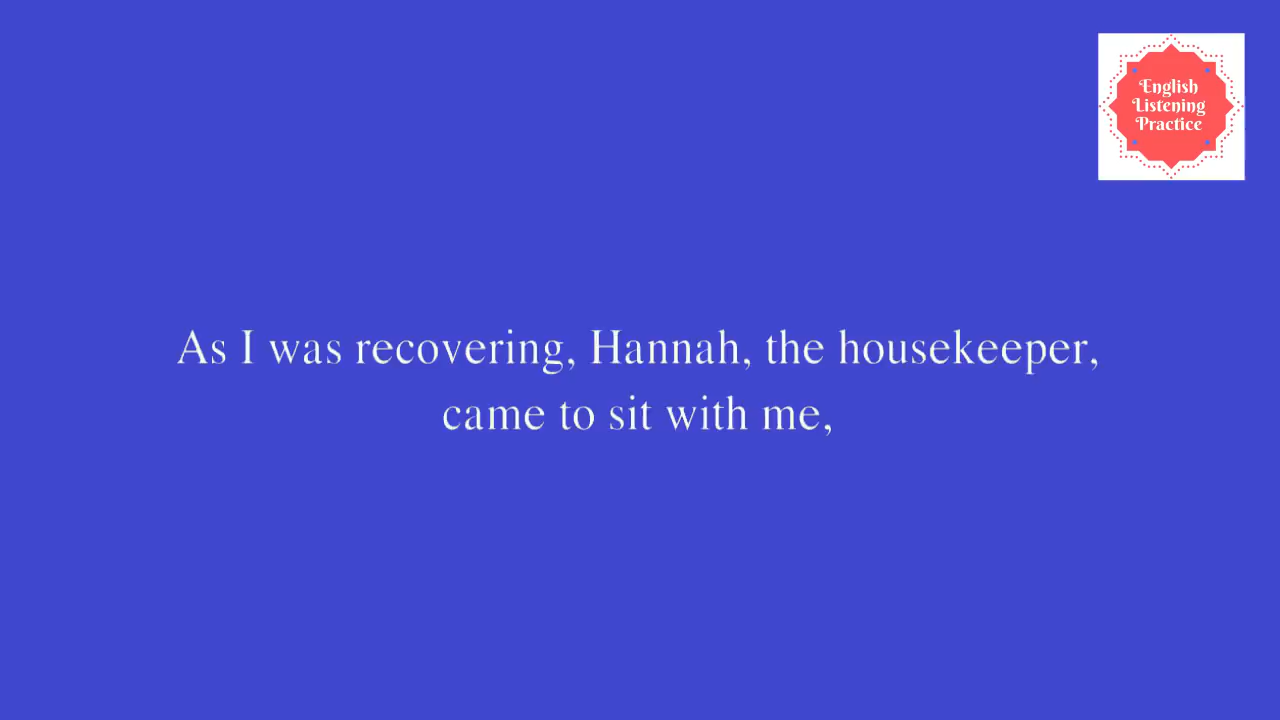 English
Listening
Practice
As I was recovering, Hannah, the housekeeper,
came to sit with me,